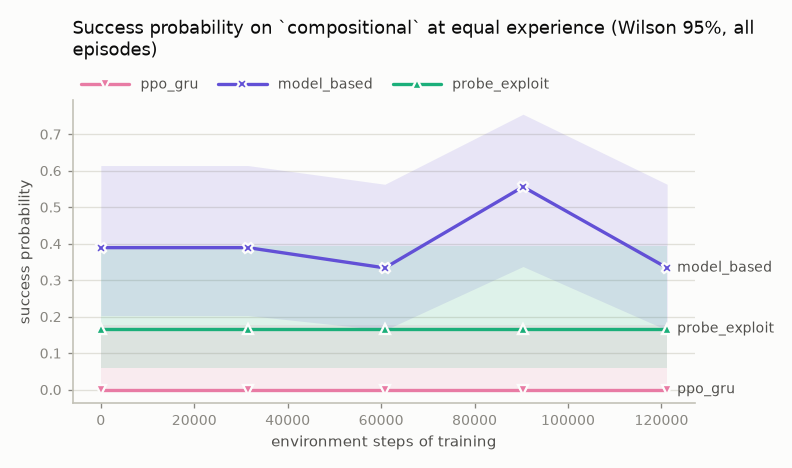 Success probability on `compositional` at equal experience (Wilson 95%, all
episodes)
ppo_gru model_based probe_exploit
success probability
0.7
0.6
0.5
0.4
0.3
0.2
0.1
0.0
model_based
probe_exploit
ppo_gru
0 20000 40000 60000 80000 100000 120000
environment steps of training